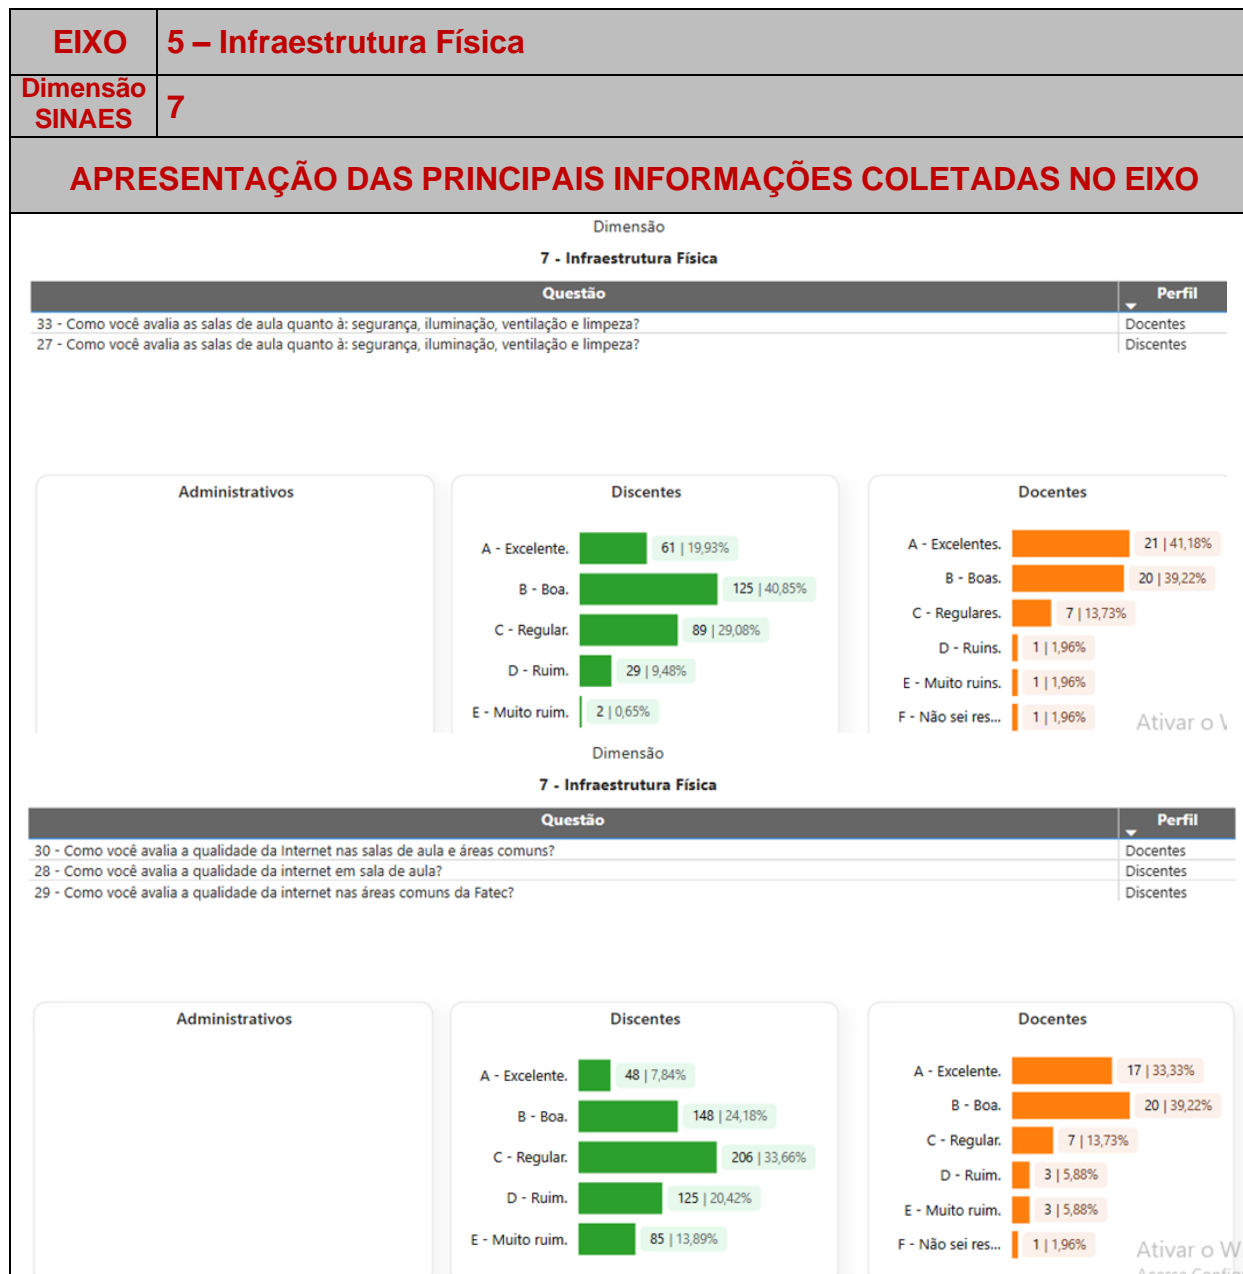 EIXO 5 – Infraestrutura Física
Dimensão SINAES 7
APRESENTAÇÃO DAS PRINCIPAIS INFORMAÇÕES COLETADAS NO EIXO
Dimensão
7 - Infraestrutura Física
Questão Perfil
33 - Como você avalia as salas de aula quanto à: segurança, iluminação, ventilação e limpeza? Docentes
27 - Como você avalia as salas de aula quanto à: segurança, iluminação, ventilação e limpeza? Discentes
Administrativos
Discentes
A - Excelente. 61 | 19,93%
B - Boa. 125 | 40,85%
C - Regular. 89 | 29,08%
D - Ruim. 29 | 9,48%
E - Muito ruim. 2 | 0,65%
Docentes
A - Excelentes. 21 | 41,18%
B - Boas. 20 | 39,22%
C - Regulares. 7 | 13,73%
D - Ruins. 1 | 1,96%
E - Muito ruins. 1 | 1,96%
F - Não sei res... 1 | 1,96%
Ativar o
Dimensão
7 - Infraestrutura Física
Questão Perfil
30 - Como você avalia a qualidade da Internet nas salas de aula e áreas comuns? Docentes
28 - Como você avalia a qualidade da internet em sala de aula? Discentes
29 - Como você avalia a qualidade da internet nas áreas comuns da Fatec? Discentes
Administrativos
Discentes
A - Excelente. 48 | 7,84%
B - Boa. 148 | 24,18%
C - Regular. 206 | 33,66%
D - Ruim. 125 | 20,42%
E - Muito ruim. 85 | 13,89%
Docentes
A - Excelente. 17 | 33,33%
B - Boa. 20 | 39,22%
C - Regular. 7 | 13,73%
D - Ruim. 3 | 5,88%
E - Muito ruim. 3 | 5,88%
F - Não sei res... 1 | 1,96%
Ativar o W